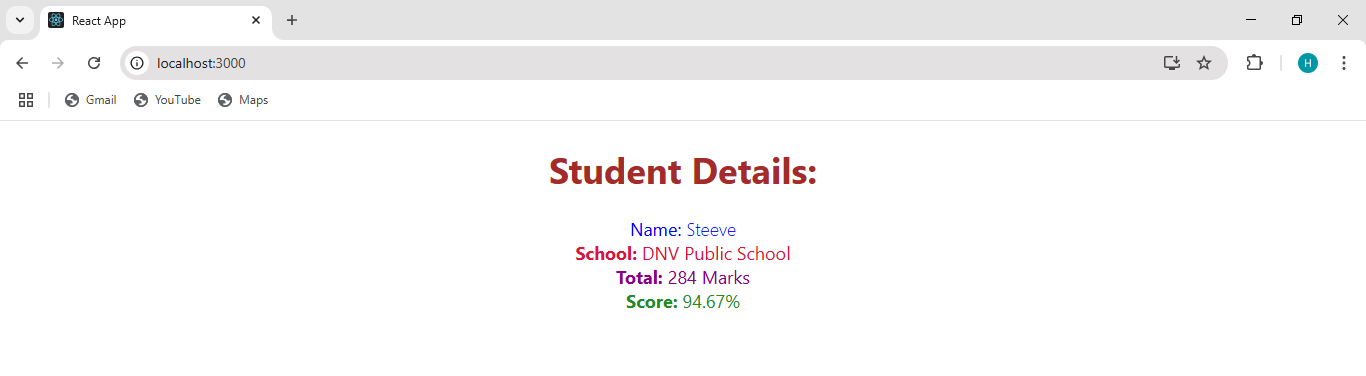 React App
localhost:3000
H
Gmail YouTube Maps
Student Details:
Name: Steeve
School: DNV Public School
Total: 284 Marks
Score: 94.67%